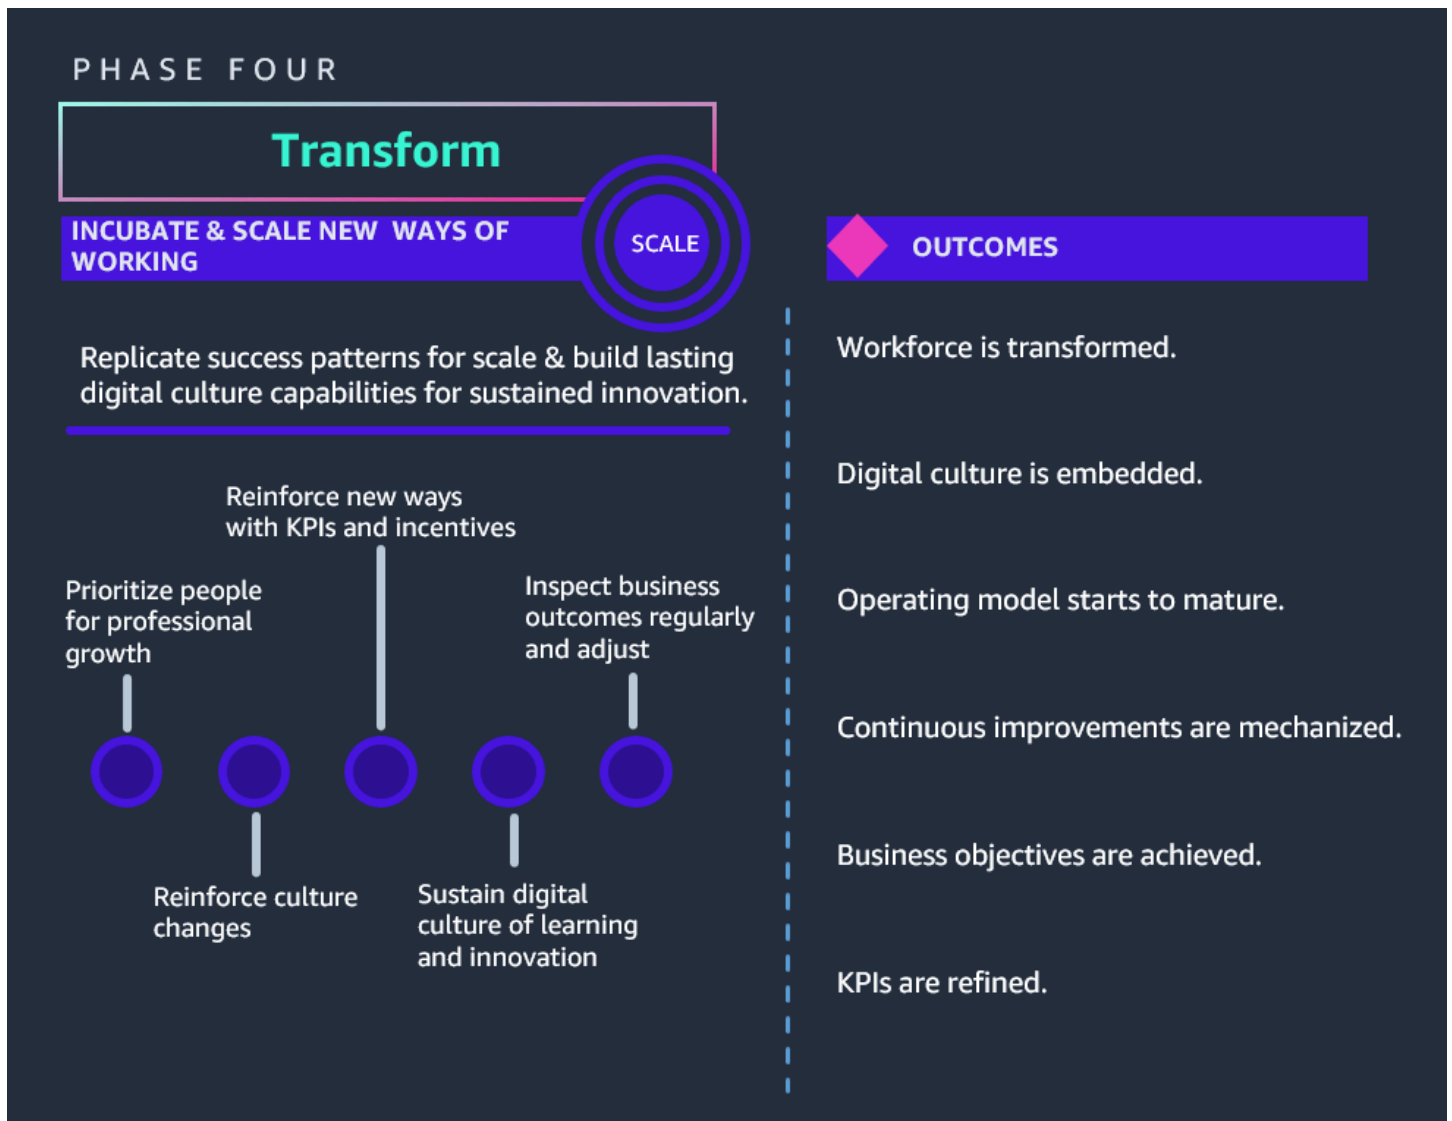 PHASE FOUR
Transform
INCUBATE & SCALE NEW WAYS OF
WORKING
SCALE
Replicate success patterns for scale & build lasting
digital culture capabilities for sustained innovation.
Reinforce new ways
with KPIs and incentives
Prioritize people
for professional
growth
Inspect business
outcomes regularly
and adjust
Reinforce culture
changes
Sustain digital
culture of learning
and innovation
OUTCOMES
Workforce is transformed.
Digital culture is embedded.
Operating model starts to mature.
Continuous improvements are mechanized.
Business objectives are achieved.
KPIs are refined.